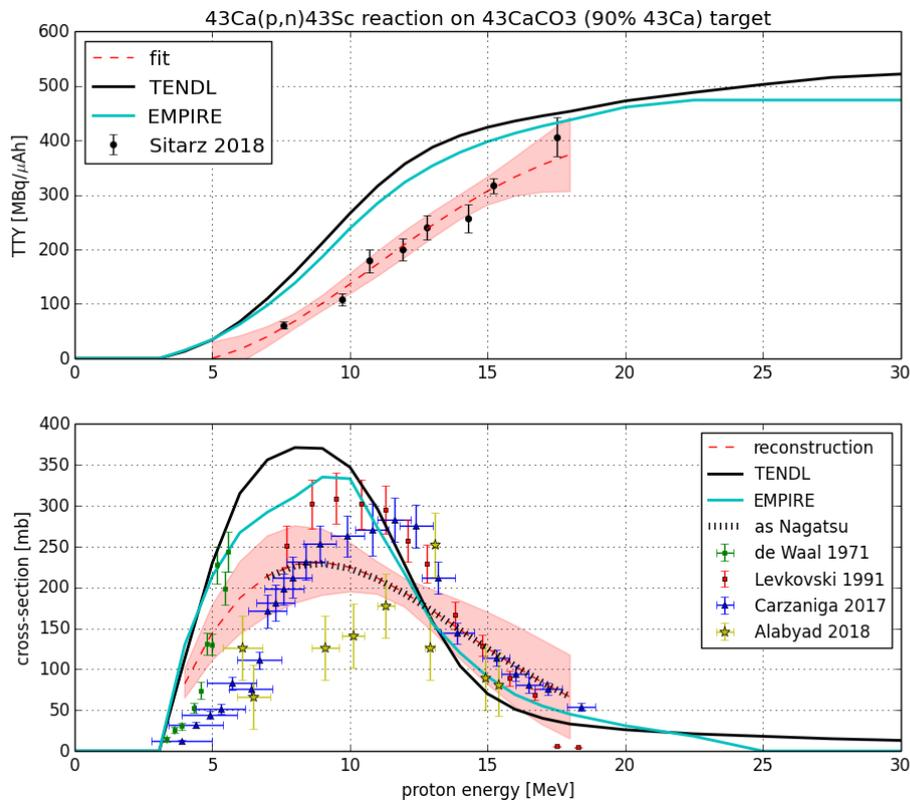 43Ca(p,n)43Sc reaction on 43CaCO3 (90% 43Ca) target
600
500
400
300
200
100
0
TTY [MBq/μAh]
fit
TENDL
EMPIRE
Sitarz 2018
0 5 10 15 20 25 30
400
350
300
250
200
150
100
50
0
cross-section [mb]
reconstruction
TENDL
EMPIRE
as Nagatsu
de Waal 1971
Levkovski 1991
Carzaniga 2017
Alabyad 2018
0 5 10 15 20 25 30
proton energy [MeV]